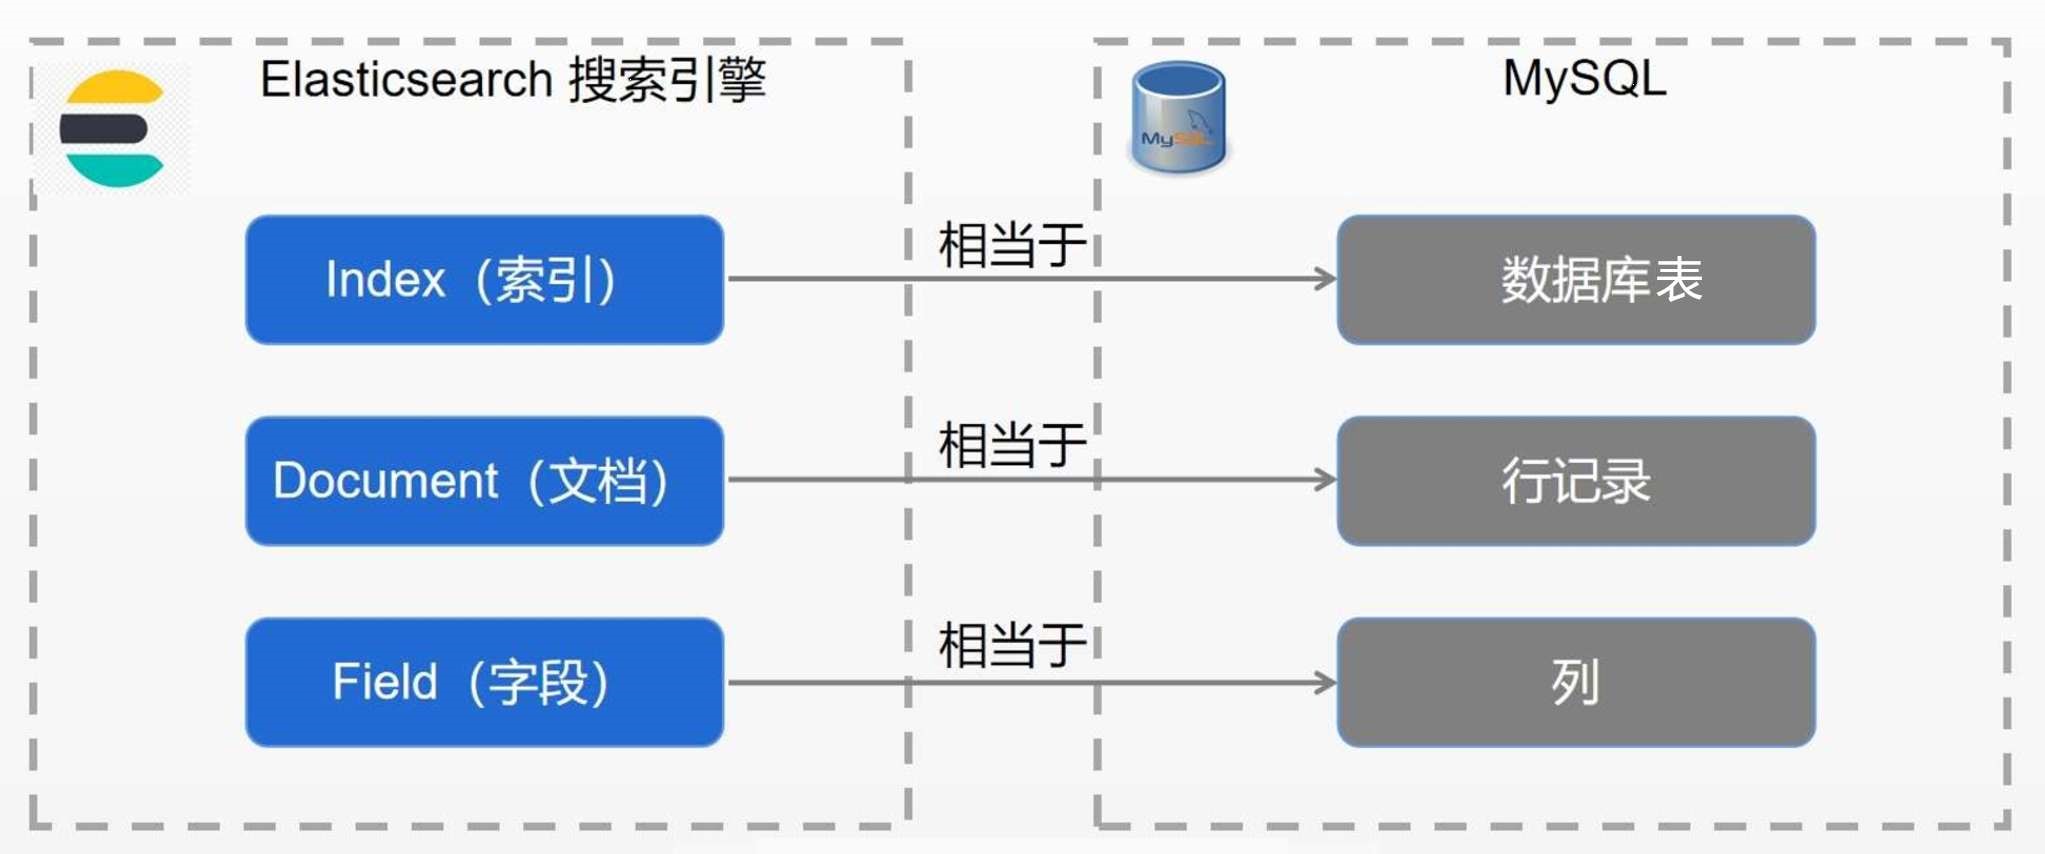 Elasticsearch 搜索引擎
MySQL
MySQL
Index（索引）
相当于
数据库表
Document（文档）
相当于
行记录
Field（字段）
相当于
列